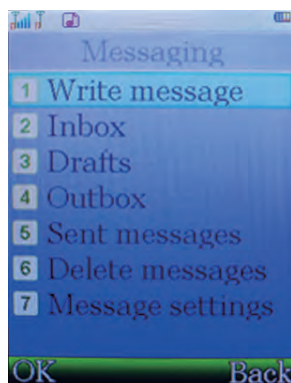 Messaging
1 Write message
2 Inbox
3 Drafts
4 Outbox
5 Sent messages
6 Delete messages
7 Message settings
OK Back